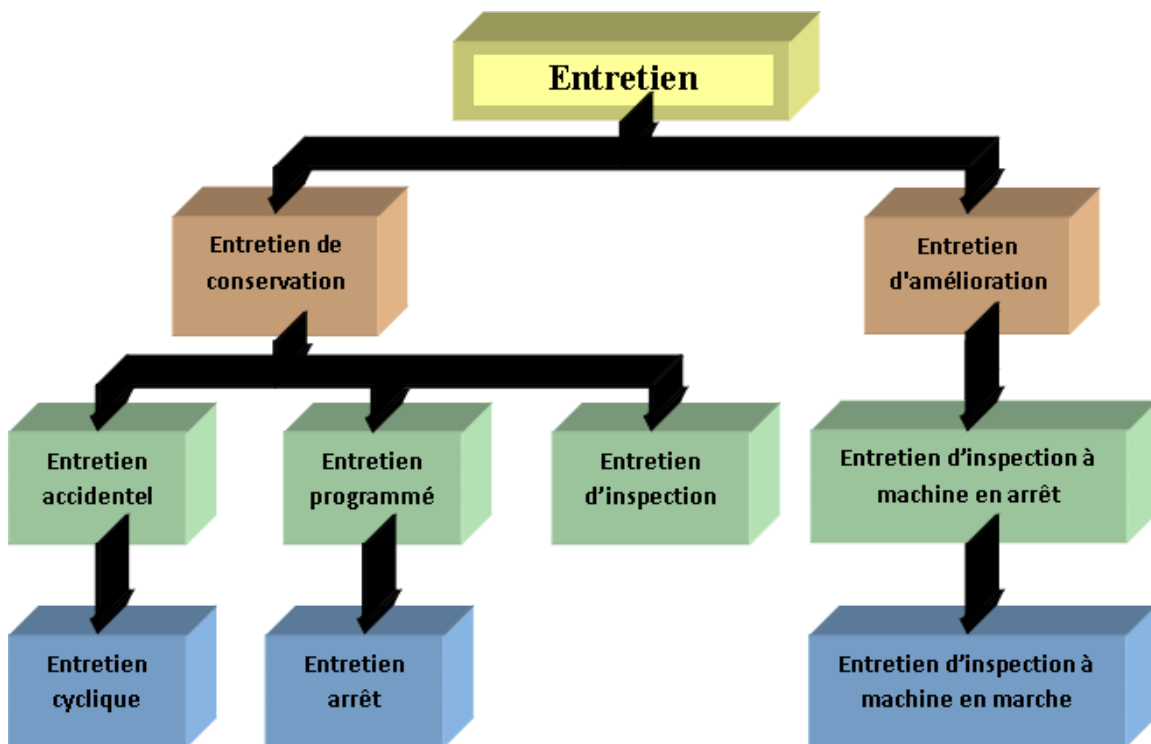 Entretien
Entretien de
conservation
Entretien
d'amélioration
Entretien
accidentel
Entretien
programmé
Entretien
d’inspection
Entretien d’inspection à
machine en arrêt
Entretien
cyclique
Entretien
arrêt
Entretien d’inspection à
machine en marche